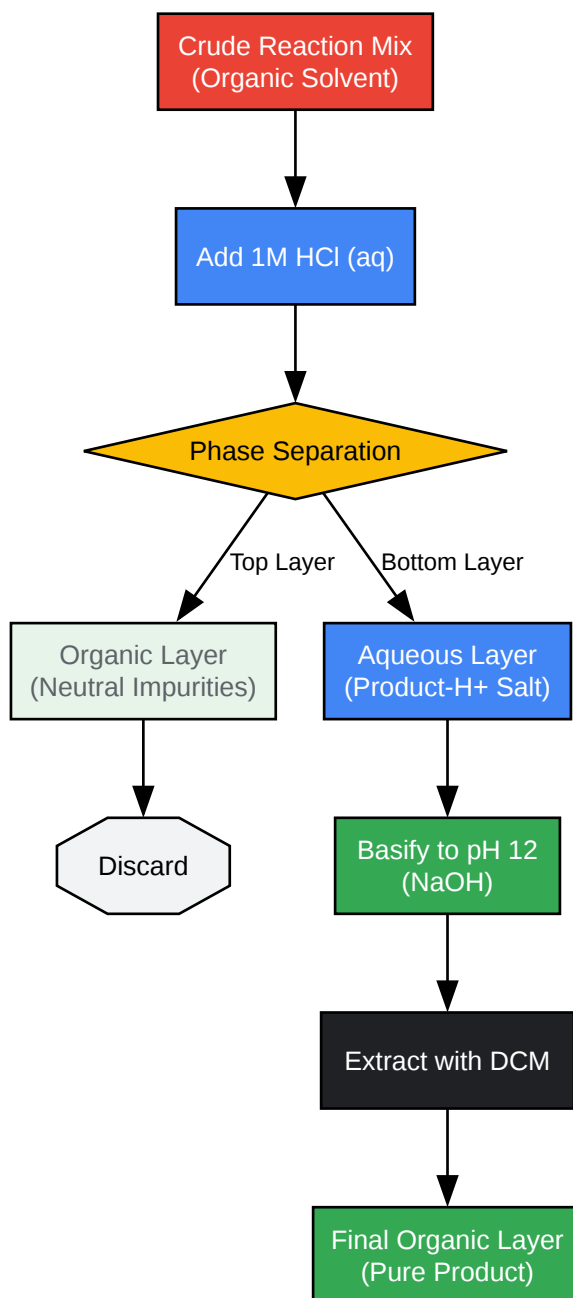 Crude Reaction Mix
(Organic Solvent)
Add 1M HCl (aq)
Phase Separation
Top Layer
Bottom Layer
Organic Layer
(Neutral Impurities)
Aqueous Layer
(Product-H+ Salt)
Discard
Basify to pH 12
(NaOH)
Extract with DCM
Final Organic Layer
(Pure Product)